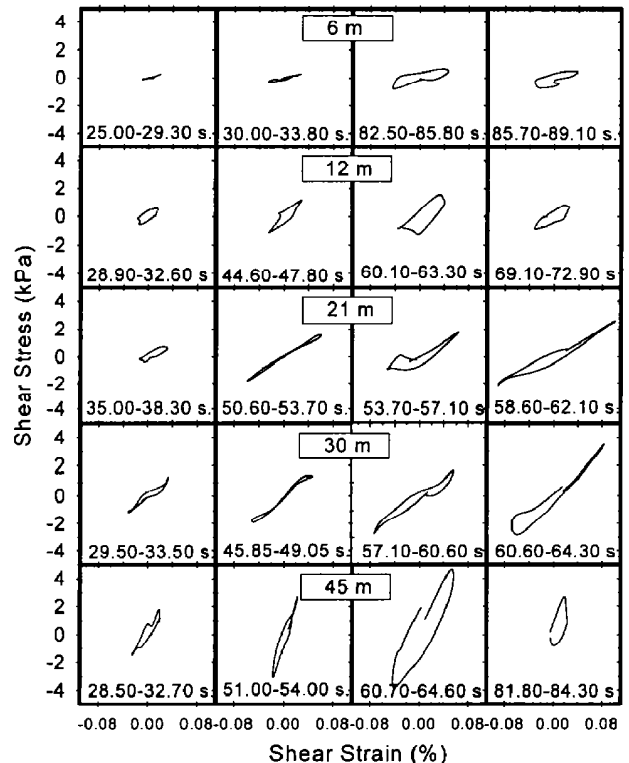 4
2
0
-2
-4
6 m
25.00-29.30 s. 30.00-33.80 s. 82.50-85.80 s. 85.70-89.10 s.
4
2
0
-2
-4
12 m
28.90-32.60 s. 44.60-47.80 s. 60.10-63.30 s. 69.10-72.90 s.
4
2
0
-2
-4
21 m
35.00-38.30 s. 50.60-53.70 s. 53.70-57.10 s. 58.60-62.10 s.
4
2
0
-2
-4
30 m
29.50-33.50 s. 45.85-49.05 s. 57.10-60.60 s. 60.60-64.30 s.
4
2
0
-2
-4
45 m
28.50-32.70 s. 51.00-54.00 s. 60.70-64.60 s. 81.80-84.30 s.
-0.08 0.00 0.08 -0.08 0.00 0.08 -0.08 0.00 0.08 -0.08 0.00 0.08
Shear Stress (kPa)
Shear Strain (%)